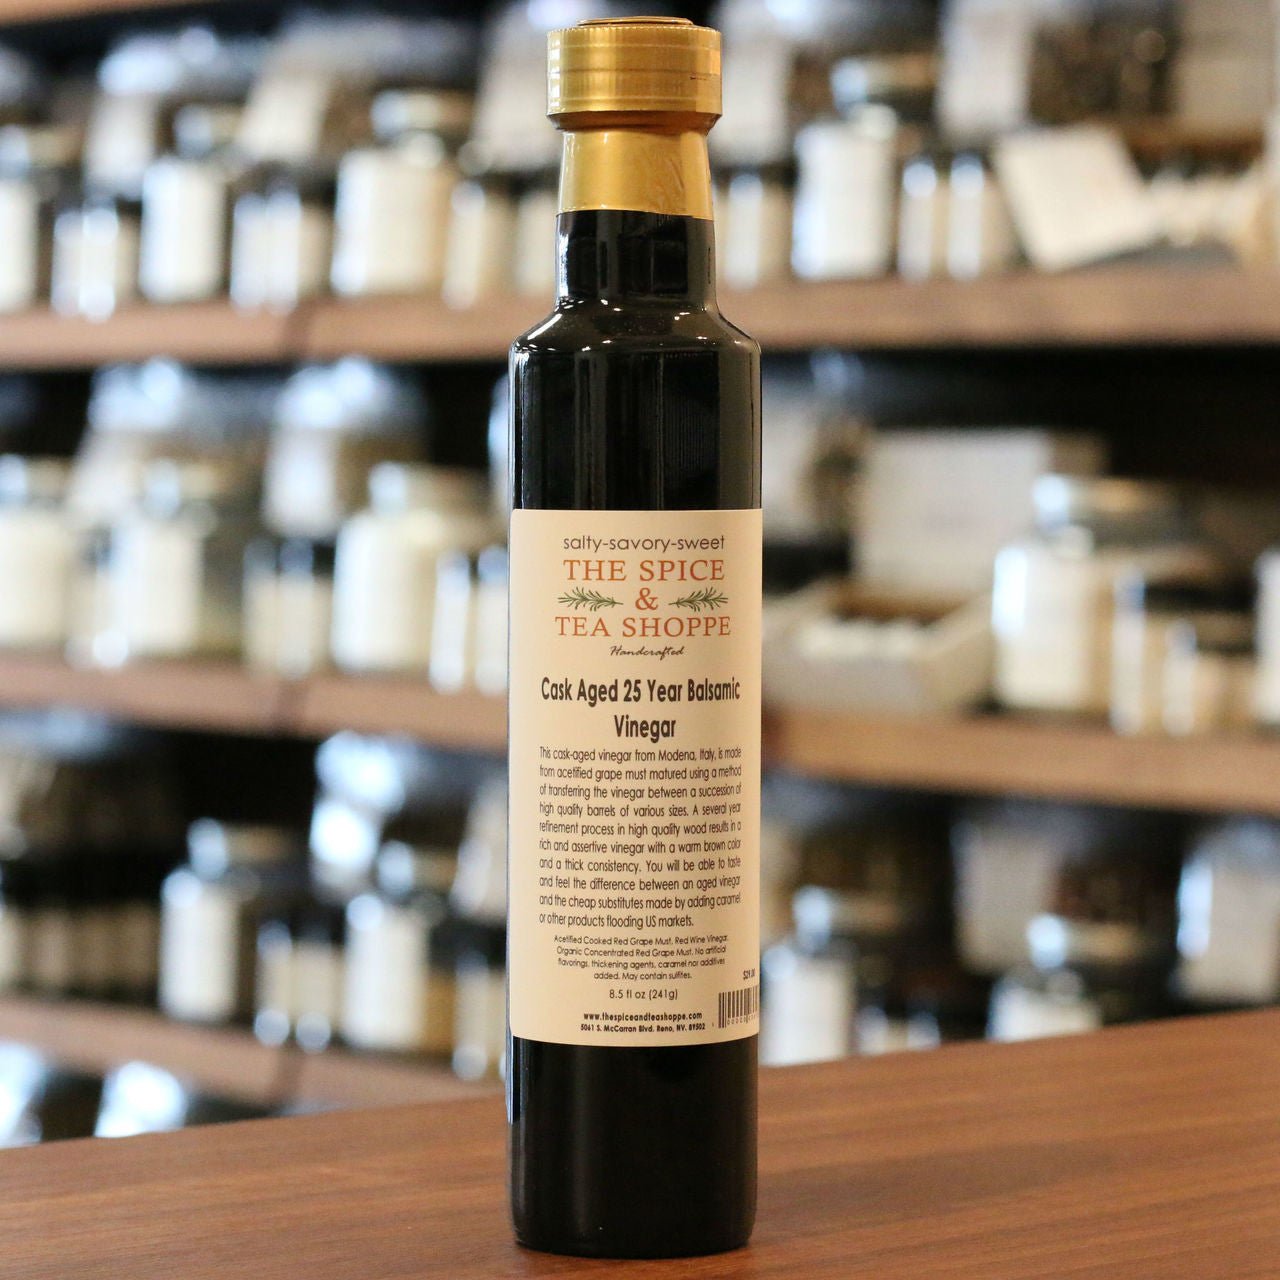 salty-savory-sweet
THE SPICE
&
TEA SHOPPE
Handcrafted
Cask Aged 25 Year Balsamic
Vinegar
This cask-aged vinegar from Modena, Italy, is made
from acetified grape must matured using a method
of transferring the vinegar between a succession of
high quality barrels of various sizes. A several year
refinement process in high quality wood results in a
rich and assertive vinegar with a warm brown color
and a thick consistency. You will be able to taste
and feel the difference between an aged vinegar
and the cheap substitutes made by adding caramel
or other products flooding US markets.
Acetified Cooked Red Grape Must, Red Wine Vinegar,
Organic Concentrated Red Grape Must. No artificial
flavorings, thickening agents, caramel nor additives
added. May contain sulfites.
8.5 fl oz (241g)
www.thespiceandteashoppe.com
5061 S. McCarran Blvd. Reno, NV. 89502